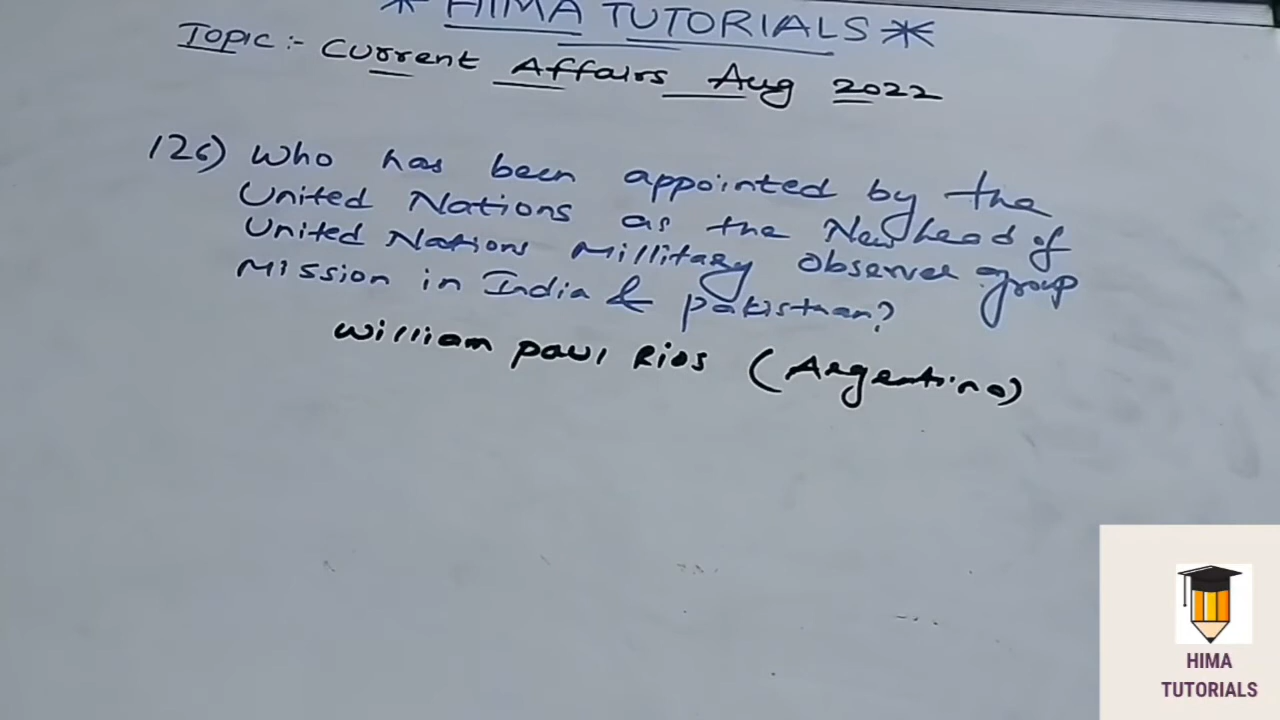 * HIMA TUTORIALS *
Topic:- Current Affairs Aug 2022
126) Who has been appointed by the
United Nations as the New head of
United Nations Millitary observer group
Mission in India & pakisthan?
William Paul Rios (Argentina)
HIMA
TUTORIALS